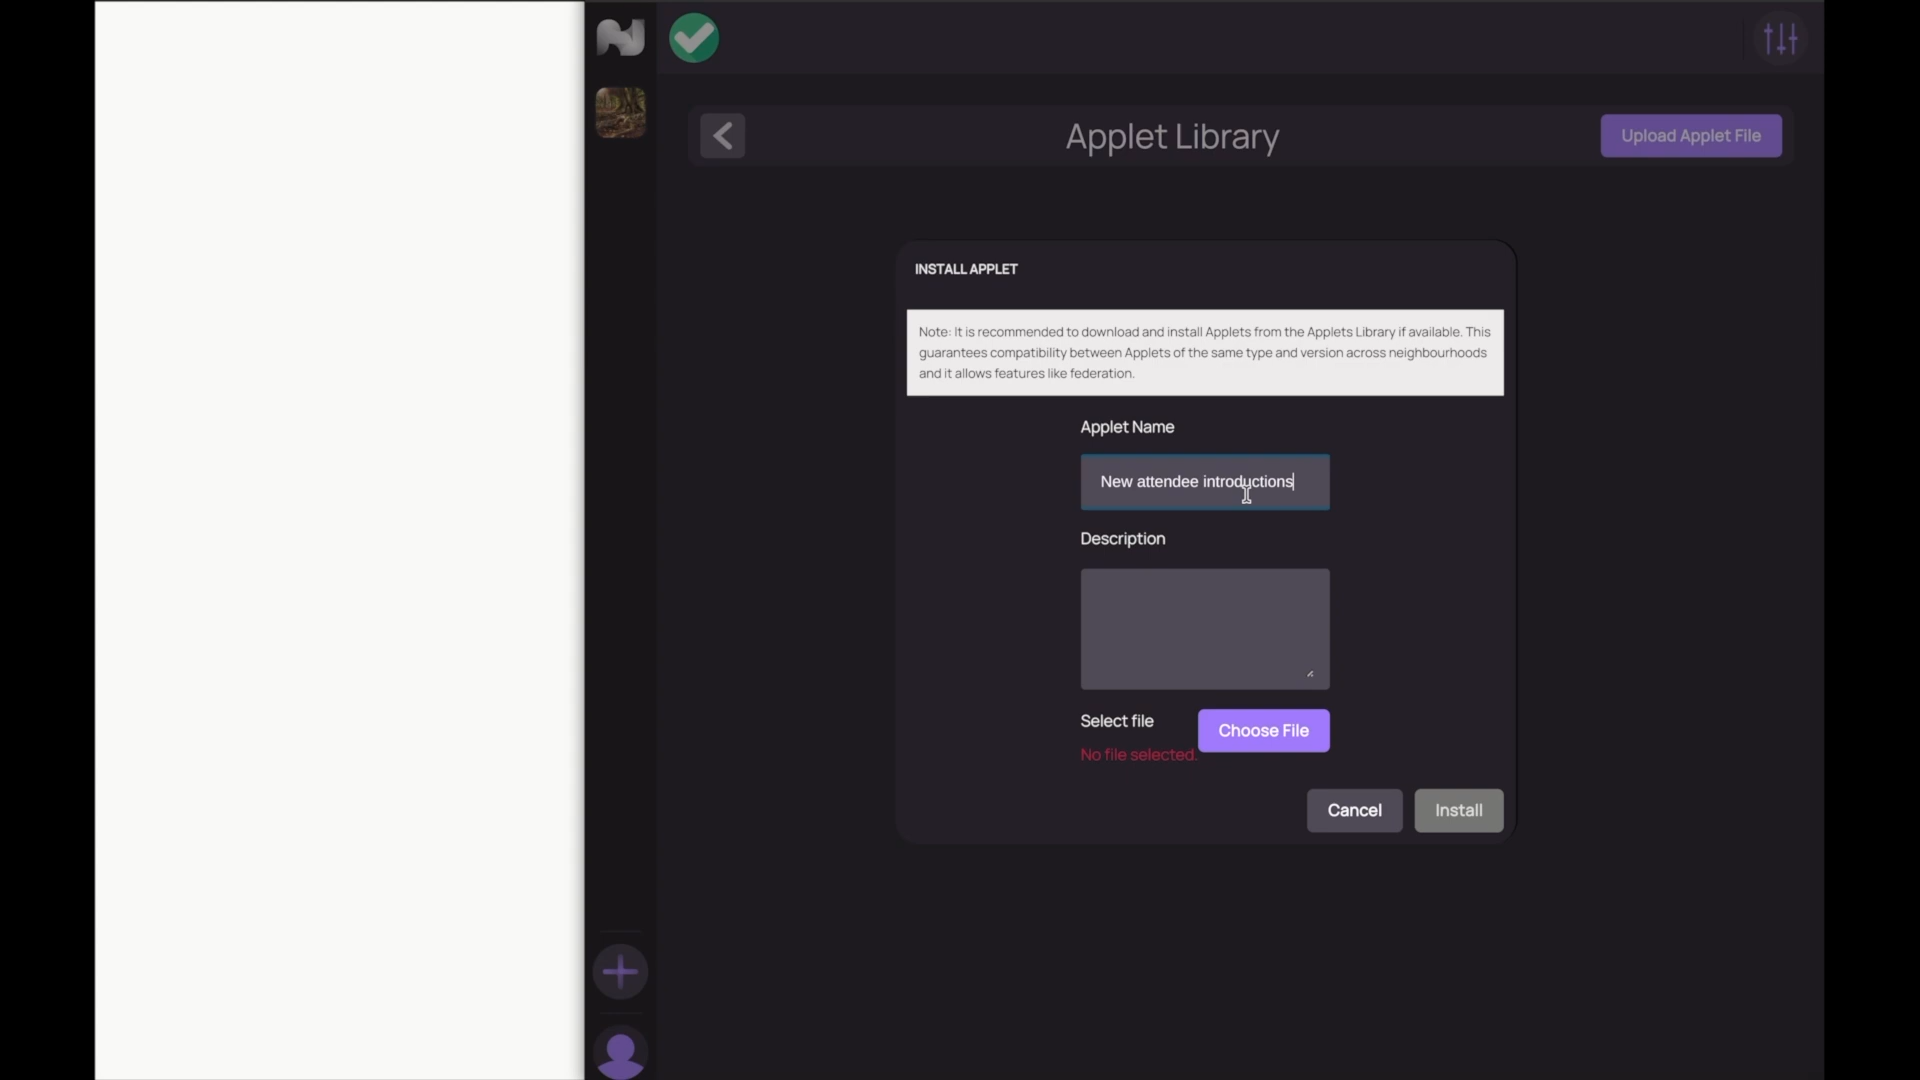 Applet Library
Upload Applet File
INSTALL APPLET
Note: It is recommended to download and install Applets from the Applets Library if available. This
guarantees compatibility between Applets of the same type and version across neighbourhoods
and it allows features like federation.
Applet Name
New attendee introductions
Description
Select file
Choose File
No file selected.
Cancel
Install